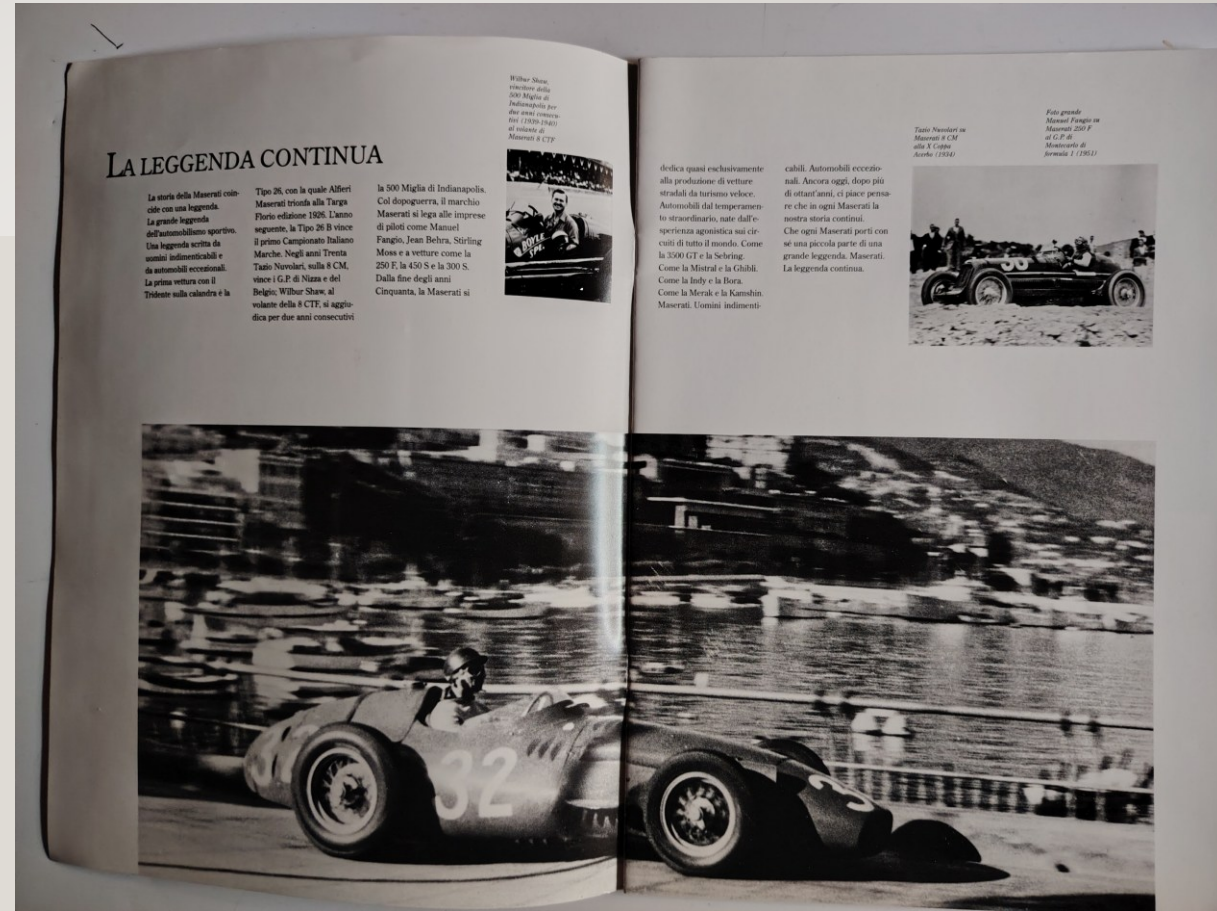 LA LEGGENDA CONTINUA
La storia della Maserati coin-
cide con una leggenda.
La grande leggenda
dell'automobilismo sportivo.
Una leggenda scritta da
uomini indimenticabili e
da automobili eccezionali.
La prima vettura con il
Tridente sulla calandra è la
Tipo 26, con la quale Alfieri
Maserati trionfa alla Targa
Florio edizione 1926. L'anno
seguente, la Tipo 26 B vince
il primo Campionato Italiano
Marche. Negli anni Trenta
Tazio Nuvolari, sulla 8 CM,
vince i G.P. di Nizza e del
Belgio; Wilbur Shaw, al
volante della 8 CTF, si aggiu-
dica per due anni consecutivi
la 500 Miglia di Indianapolis.
Col dopoguerra, il marchio
Maserati si lega alle imprese
di piloti come Manuel
Fangio, Jean Behra, Stirling
Moss e a vetture come la
250 F, la 450 S e la 300 S.
Dalla fine degli anni
Cinquanta, la Maserati si
Wilbur Shaw,
vincitore della
500 Miglia di
Indianapolis per
due anni consecu-
tivi (1939-1940)
al volante di
Maserati 8 CTF
BOYLE
SPL.
dedica quasi esclusivamente
alla produzione di vetture
stradali da turismo veloce.
Automobili dal temperamen-
to straordinario, nate dall'e-
sperienza agonistica sui cir-
cuiti di tutto il mondo. Come
la 3500 GT e la Sebring.
Come la Mistral e la Ghibli.
Come la Indy e la Bora.
Come la Merak e la Kamshin.
Maserati. Uomini indimenti-
cabili. Automobili eccezio-
nali. Ancora oggi, dopo più
di ottant'anni, ci piace pensa-
re che in ogni Maserati la
nostra storia continui.
Che ogni Maserati porti con
sé una piccola parte di una
grande leggenda. Maserati.
La leggenda continua.
Tazio Nuvolari su
Maserati 8 CM
alla X Coppa
Acerbo (1934)
Foto grande
Manuel Fangio su
Maserati 250 F
al G.P. di
Montecarlo di
formula 1 (1951)
32